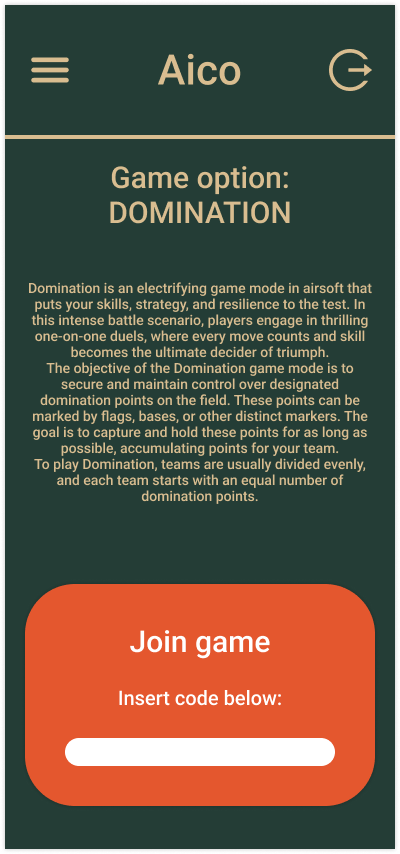 Aico
Game option:
DOMINATION
Domination is an electrifying game mode in airsoft that
puts your skills, strategy, and resilience to the test. In
this intense battle scenario, players engage in thrilling
one-on-one duels, where every move counts and skill
becomes the ultimate decider of triumph.
The objective of the Domination game mode is to
secure and maintain control over designated
domination points on the field. These points can be
marked by flags, bases, or other distinct markers. The
goal is to capture and hold these points for as long as
possible, accumulating points for your team.
To play Domination, teams are usually divided evenly,
and each team starts with an equal number of
domination points.
Join game
Insert code below: